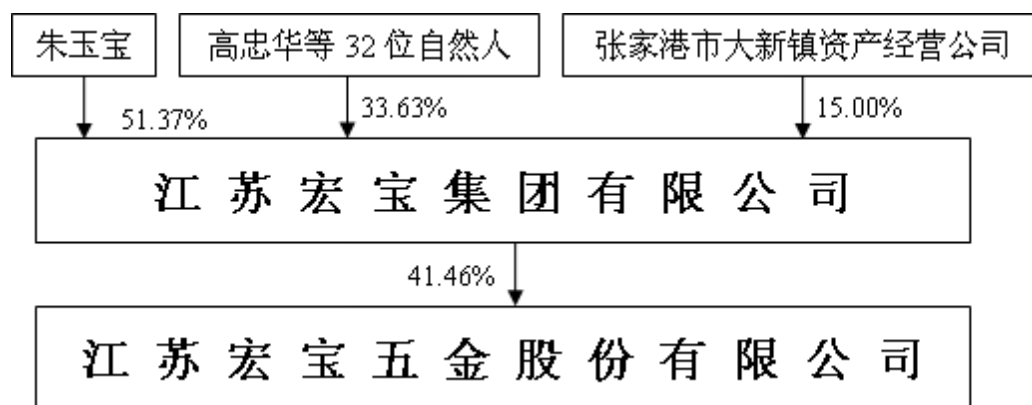 朱玉宝
高忠华等 32 位自然人
张家港市大新镇资产经营公司
51.37%
33.63%
15.00%
江苏宏宝集团有限公司
41.46%
江苏宏宝五金股份有限公司